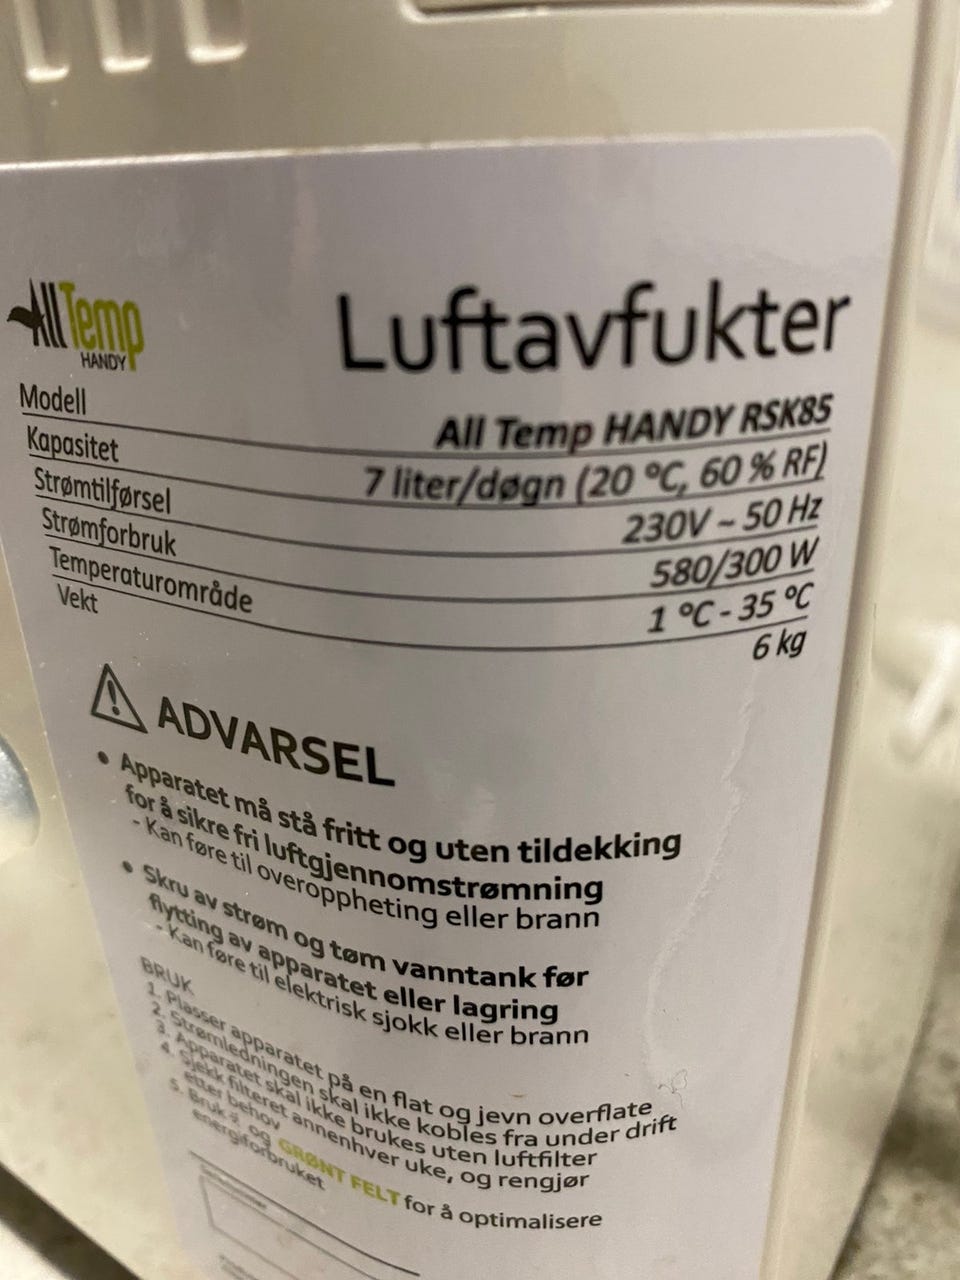 AllTemp
HANDY
Luftavfukter
Modell All Temp HANDY RSK85
Kapasitet 7 liter/døgn (20 °C, 60 % RF)
Strømtilførsel 230V ~ 50 Hz
Strømforbruk 580/300 W
Temperaturområde 1 °C - 35 °C
Vekt 6 kg
ADVARSEL
• Apparatet må stå fritt og uten tildekking
for å sikre fri luftgjennomstrømning
- Kan føre til overoppheting eller brann
• Skru av strøm og tøm vanntank før
flytting av apparatet eller lagring
- Kan føre til elektrisk sjokk eller brann
BRUK
1. Plasser apparatet på en flat og jevn overflate
2. Strømledningen skal ikke kobles fra under drift
3. Apparatet skal ikke brukes uten luftfilter
4. Sjekk filteret annenhver uke, og rengjør
etter behov
5. Bruk og GRØNT FELT for å optimalisere
energiforbruket